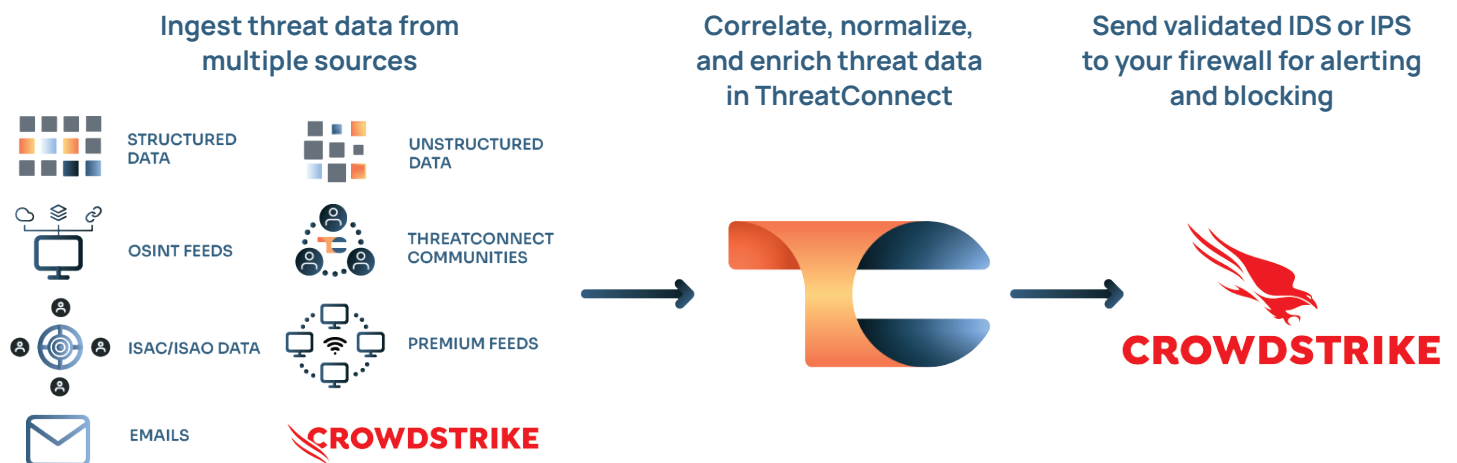 Ingest threat data from
multiple sources
Correlate, normalize,
and enrich threat data
in ThreatConnect
Send validated IDS or IPS
to your firewall for alerting
and blocking
STRUCTURED
DATA
UNSTRUCTURED
DATA
OSINT FEEDS
THREATCONNECT
COMMUNITIES
TC
ISAC/ISAO DATA
PREMIUM FEEDS
EMAILS
CROWDSTRIKE
TC
CROWDSTRIKE